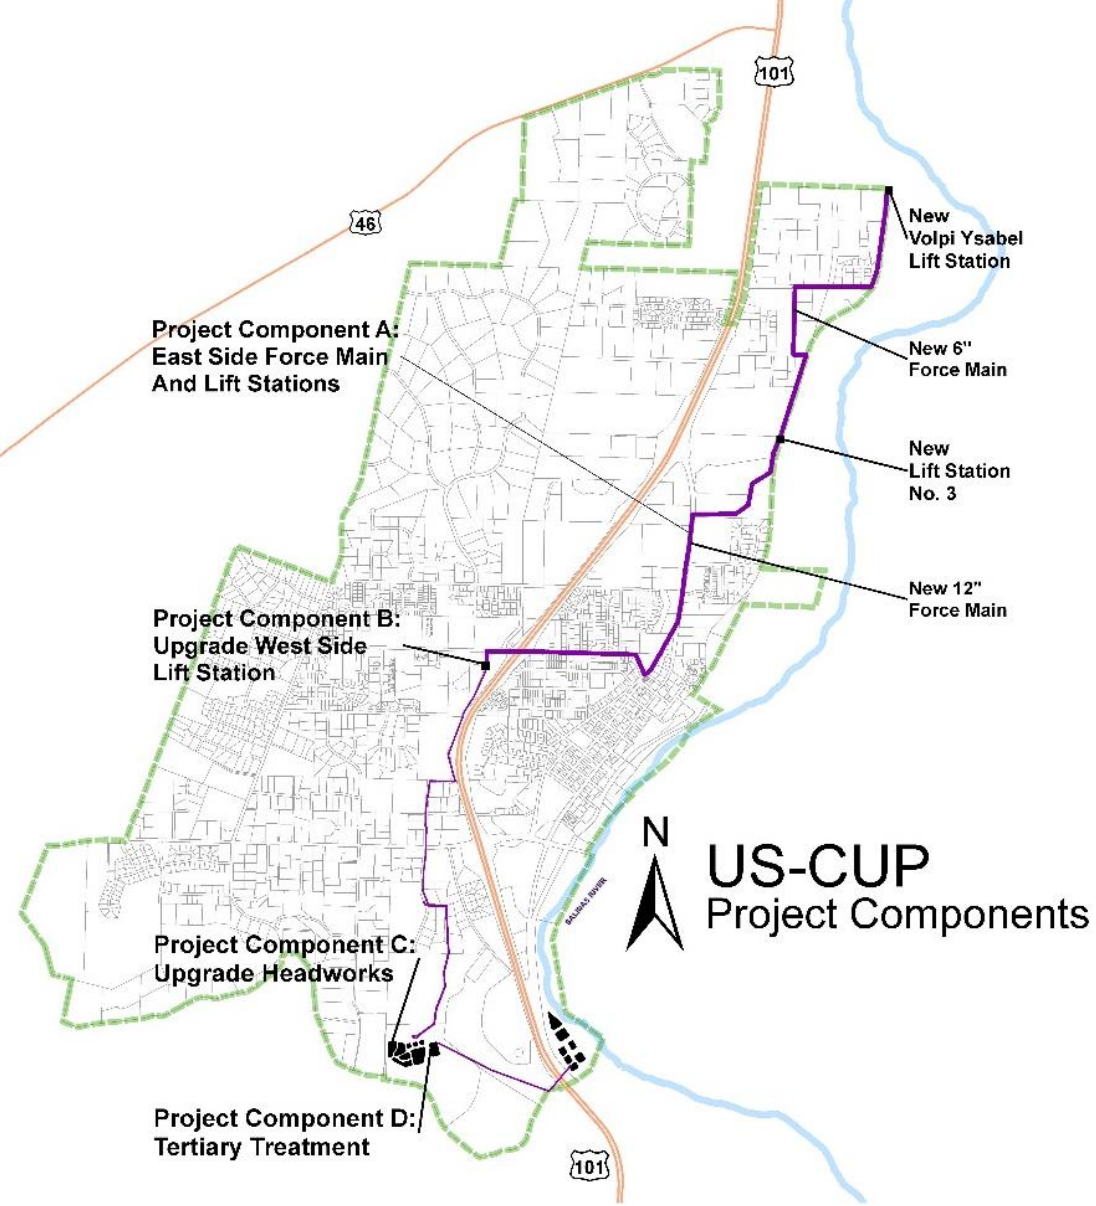 101
New
Volpi Ysabel
Lift Station
46
Project Component A:
East Side Force Main
And Lift Stations
New 6"
Force Main
New
Lift Station
No. 3
New 12"
Force Main
Project Component B:
Upgrade West Side
Lift Station
N
US-CUP
Project Components
SALINAS RIVER
Project Component C:
Upgrade Headworks
Project Component D:
Tertiary Treatment
101